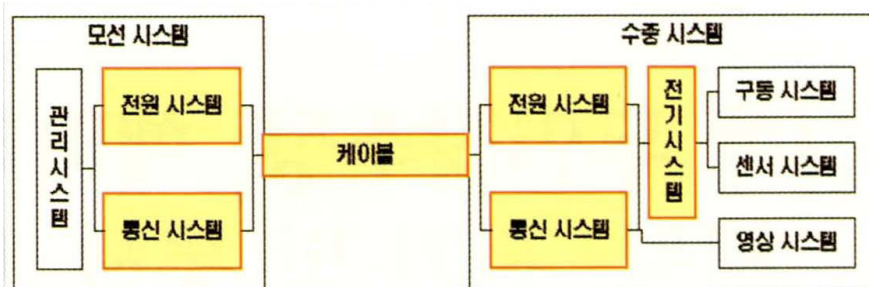 모선 시스템
관리시스템
전원 시스템
통신 시스템
케이블
수중 시스템
전원 시스템
통신 시스템
전기시스템
구동 시스템
센서 시스템
영상 시스템